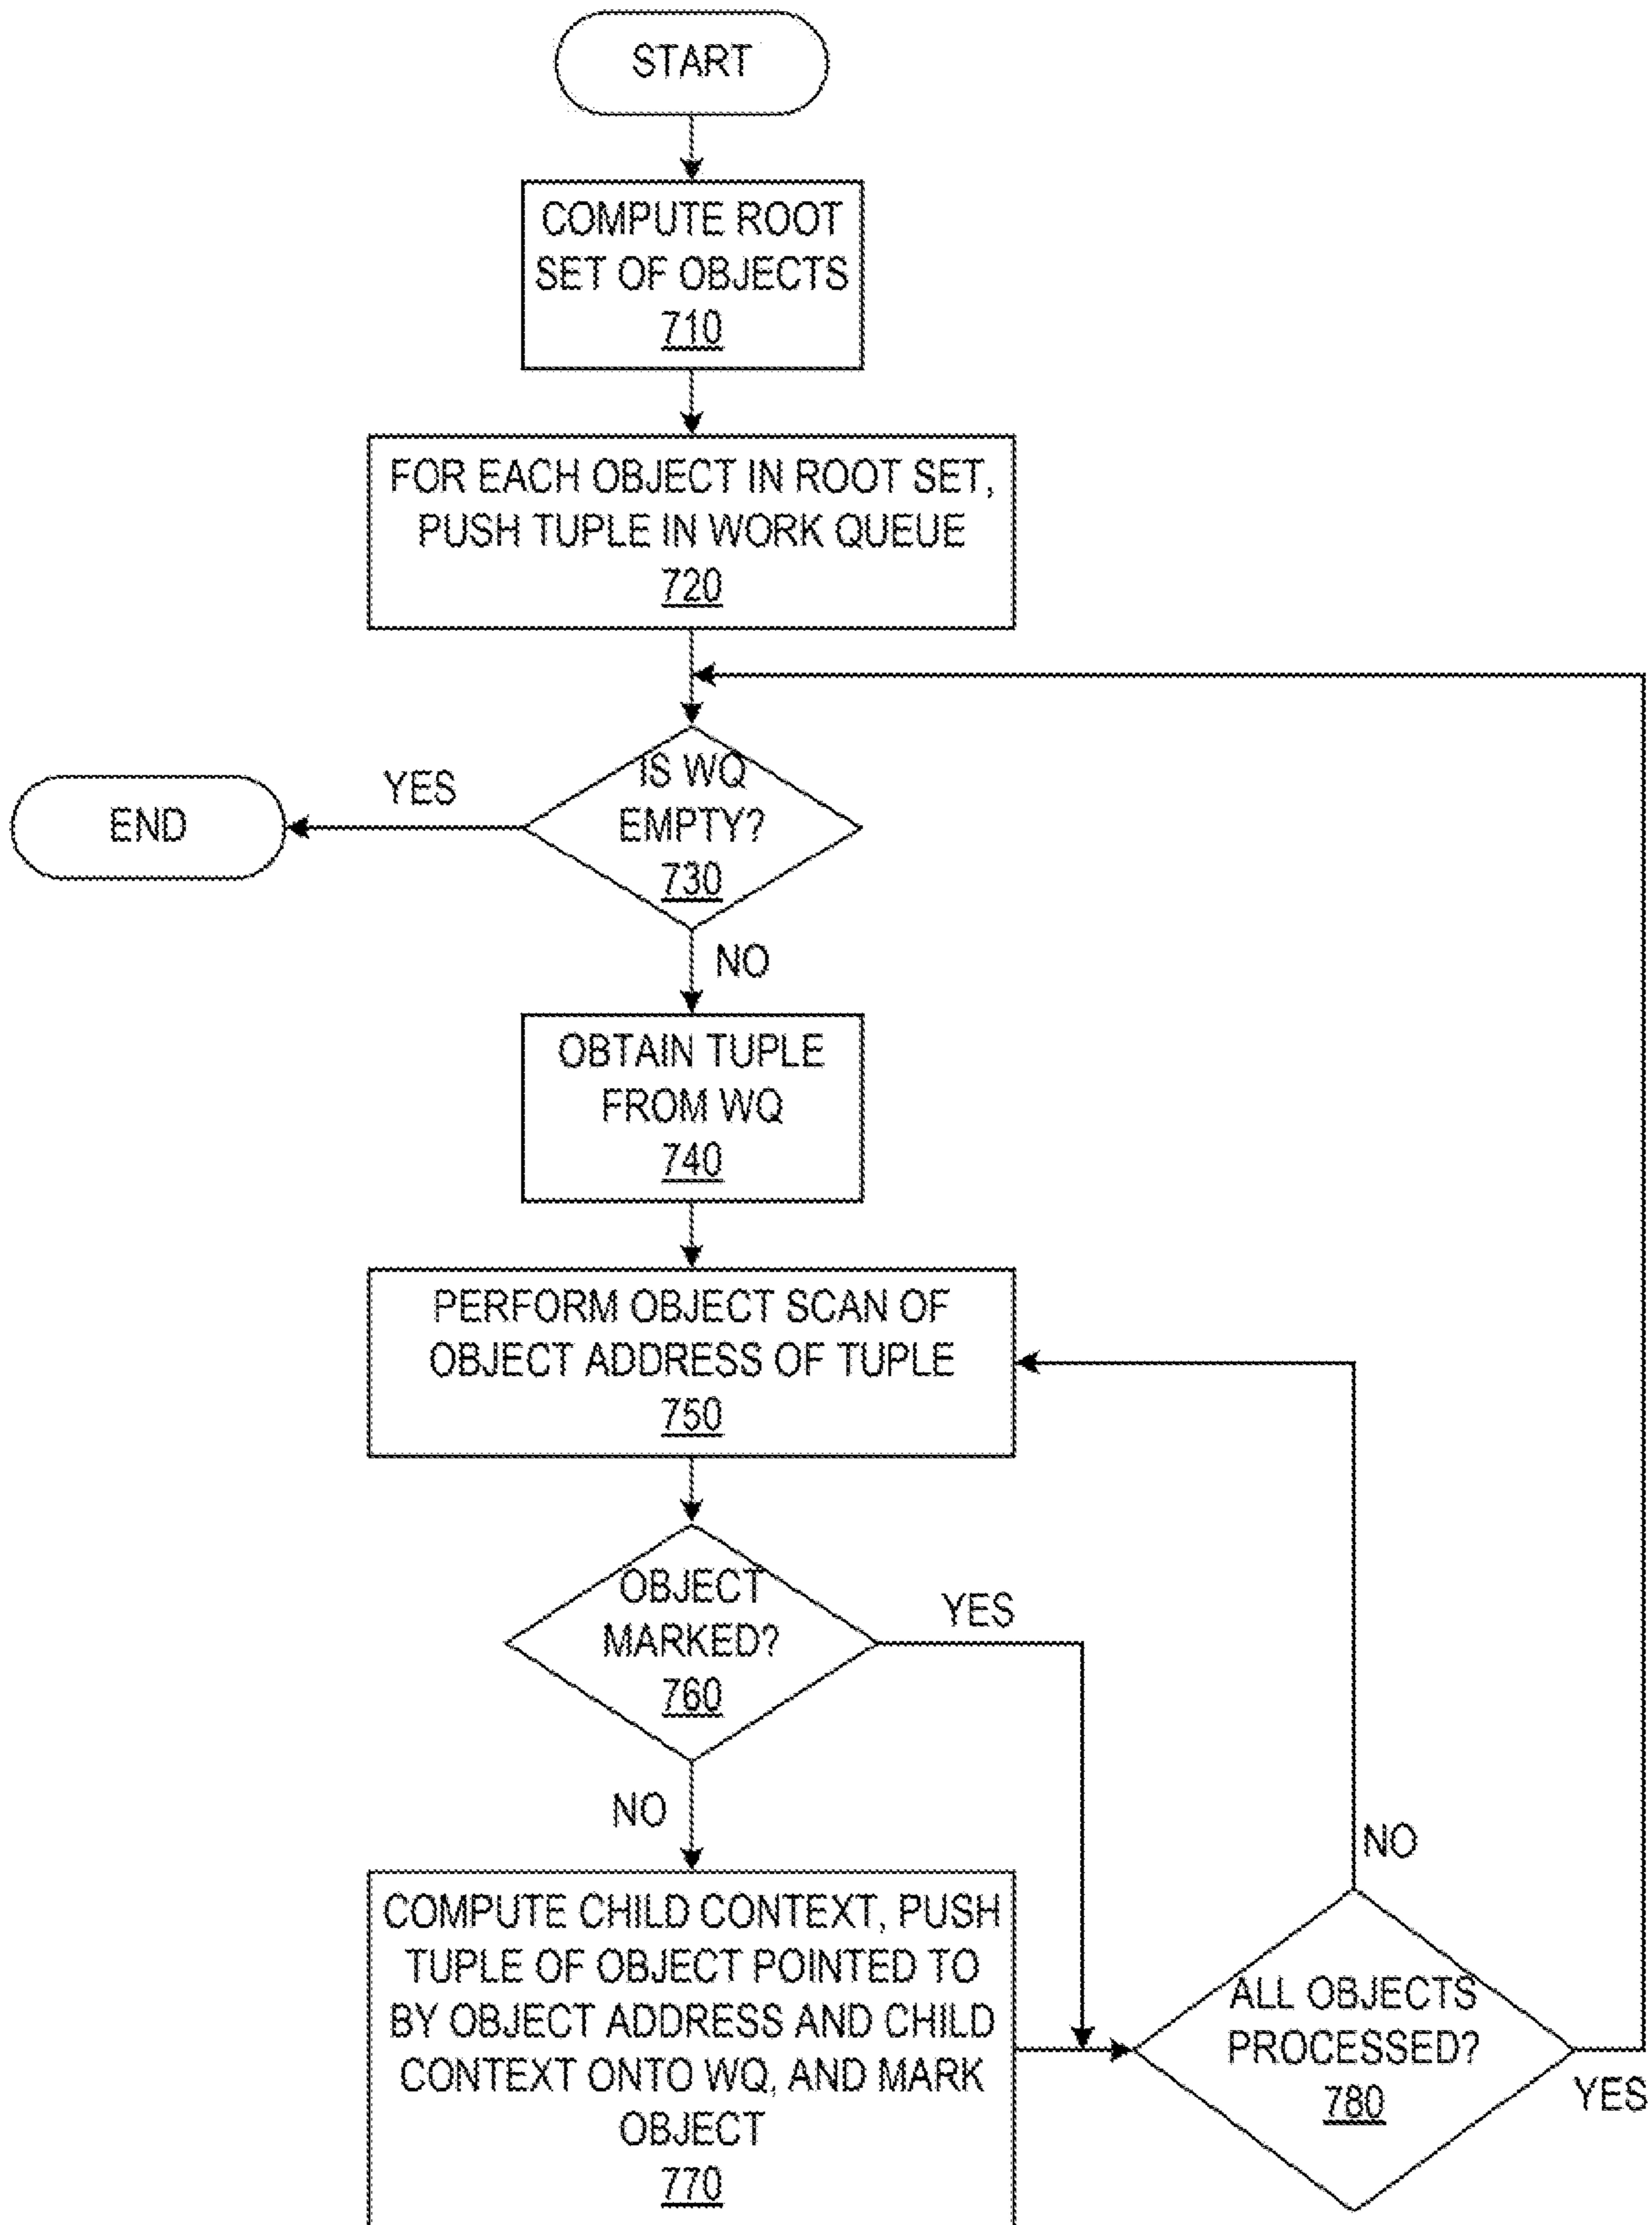 START
COMPUTE ROOT
SET OF OBJECTS
710
FOR EACH OBJECT IN ROOT SET,
PUSH TUPLE IN WORK QUEUE
720
IS WQ
EMPTY?
730
YES
END
NO
OBTAIN TUPLE
FROM WQ
740
PERFORM OBJECT SCAN OF
OBJECT ADDRESS OF TUPLE
750
OBJECT
MARKED?
760
YES
NO
COMPUTE CHILD CONTEXT, PUSH
TUPLE OF OBJECT POINTED TO
BY OBJECT ADDRESS AND CHILD
CONTEXT ONTO WQ, AND MARK
OBJECT
770
NO
ALL OBJECTS
PROCESSED?
780
YES